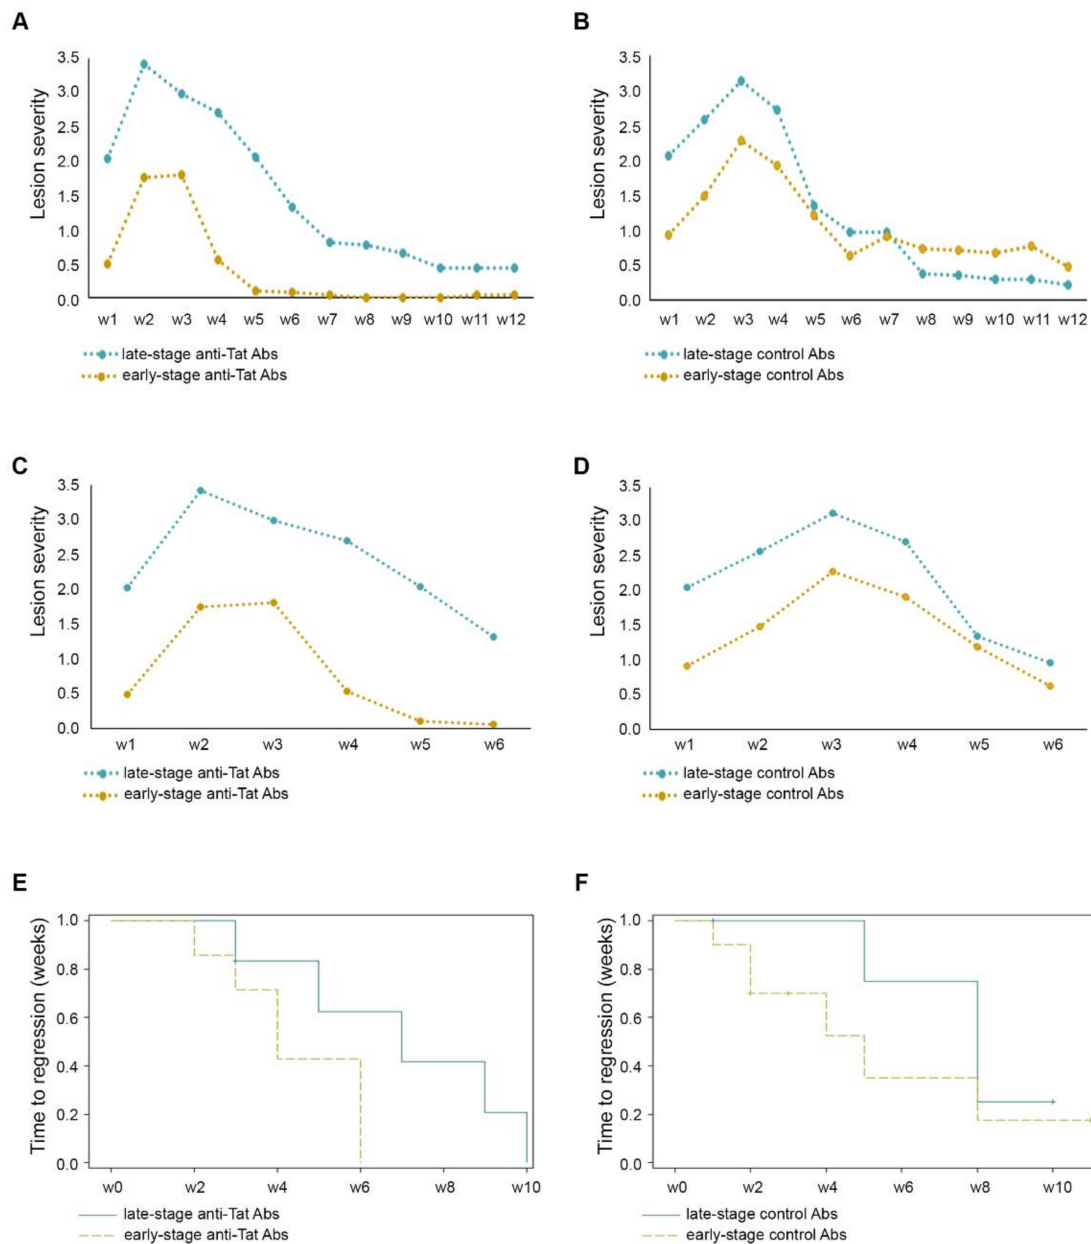 A
Lesion severity
3.5
3.0
2.5
2.0
1.5
1.0
0.5
0.0
w1 w2 w3 w4 w5 w6 w7 w8 w9 w10 w11 w12
late-stage anti-Tat Abs
early-stage anti-Tat Abs
B
Lesion severity
3.5
3.0
2.5
2.0
1.5
1.0
0.5
0.0
w1 w2 w3 w4 w5 w6 w7 w8 w9 w10 w11 w12
late-stage control Abs
early-stage control Abs
C
Lesion severity
3.5
3.0
2.5
2.0
1.5
1.0
0.5
0.0
w1 w2 w3 w4 w5 w6
late-stage anti-Tat Abs
early-stage anti-Tat Abs
D
Lesion severity
3.5
3.0
2.5
2.0
1.5
1.0
0.5
0.0
w1 w2 w3 w4 w5 w6
late-stage control Abs
early-stage control Abs
E
Time to regression (weeks)
1.0
0.8
0.6
0.4
0.2
0.0
w0 w2 w4 w6 w8 w10
late-stage anti-Tat Abs
early-stage anti-Tat Abs
F
Time to regression (weeks)
1.0
0.8
0.6
0.4
0.2
0.0
w0 w2 w4 w6 w8 w10
late-stage control Abs
early-stage control Abs